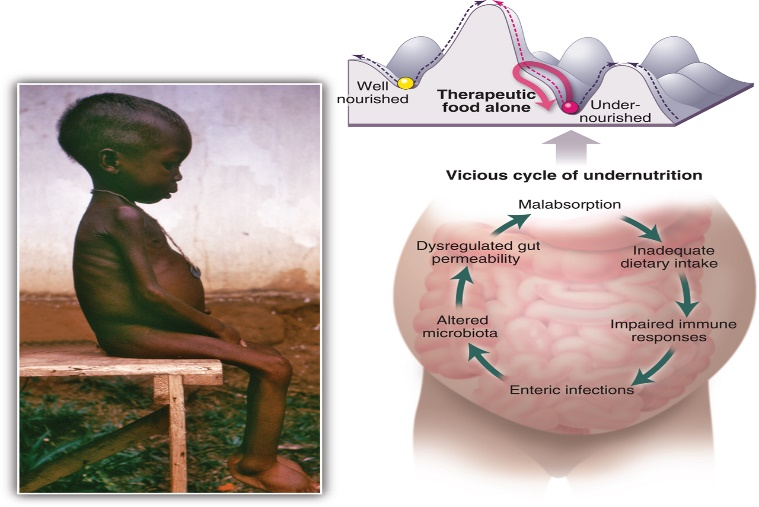 Well
nourished
Therapeutic
food alone
Under-
nourished
Vicious cycle of undernutrition
Malabsorption
Inadequate
dietary intake
Impaired immune
responses
Enteric infections
Altered
microbiota
Dysregulated gut
permeability